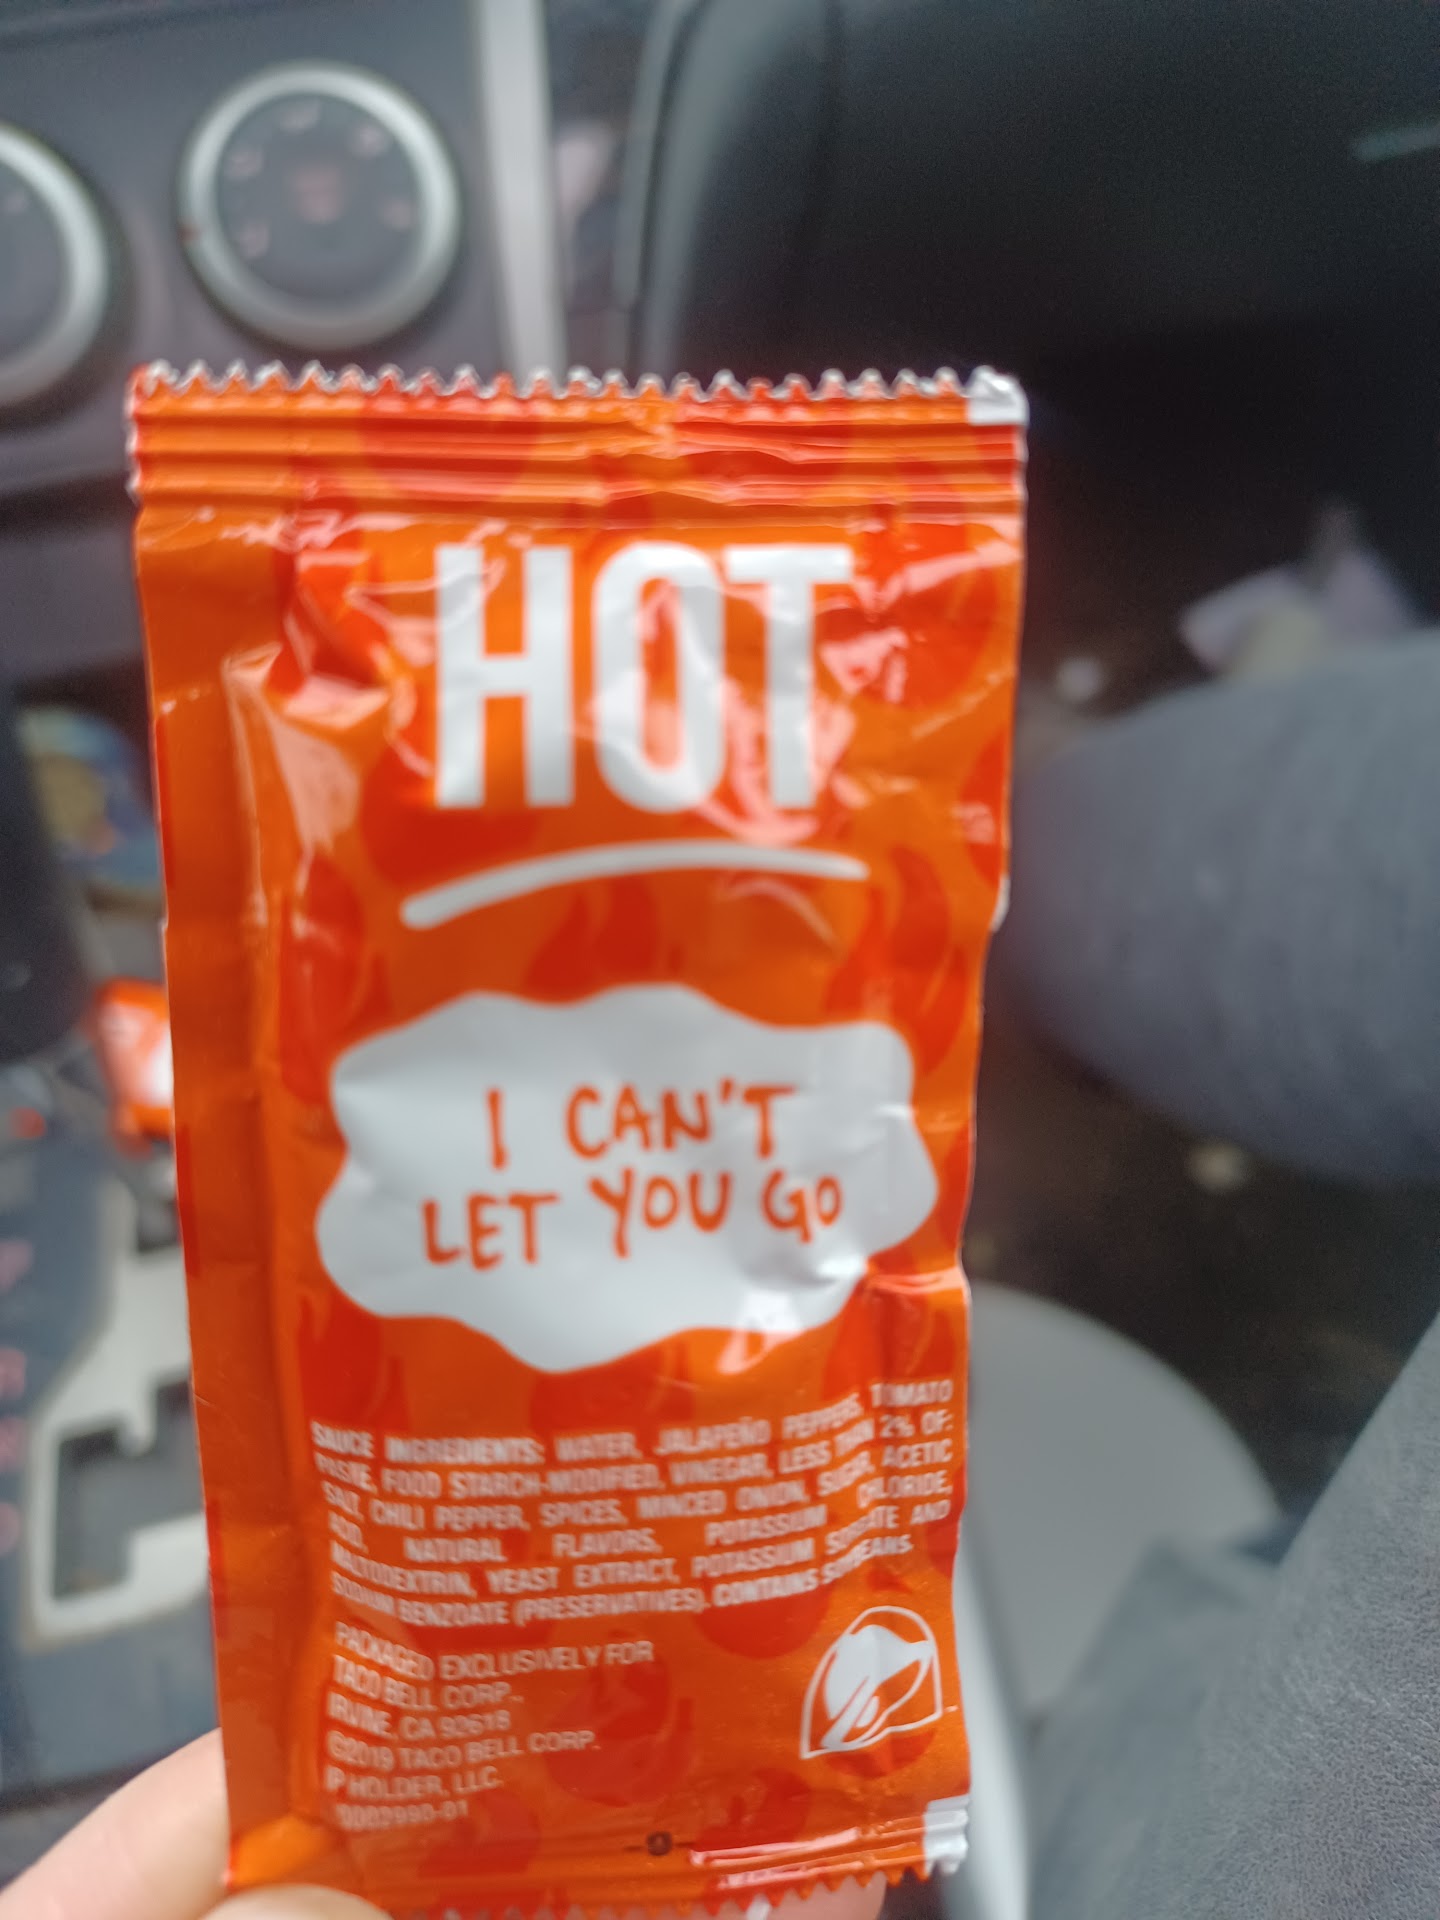 HOT
I CAN'T
LET YOU GO
SAUCE INGREDIENTS: WATER, JALAPEÑO PEPPERS, TOMATO
PASTE, FOOD STARCH-MODIFIED, VINEGAR, LESS THAN 2% OF:
SALT, CHILI PEPPER, SPICES, MINCED ONION, SUGAR, ACETIC
ACID, NATURAL FLAVORS, POTASSIUM CHLORIDE,
MALTODEXTRIN, YEAST EXTRACT, POTASSIUM SORBATE AND
SODIUM BENZOATE (PRESERVATIVES). CONTAINS SOYBEANS.
PACKAGED EXCLUSIVELY FOR
TACO BELL CORP.,
IRVINE, CA 92618
©2019 TACO BELL CORP.
IP HOLDER, LLC.
0002990-01
-9-